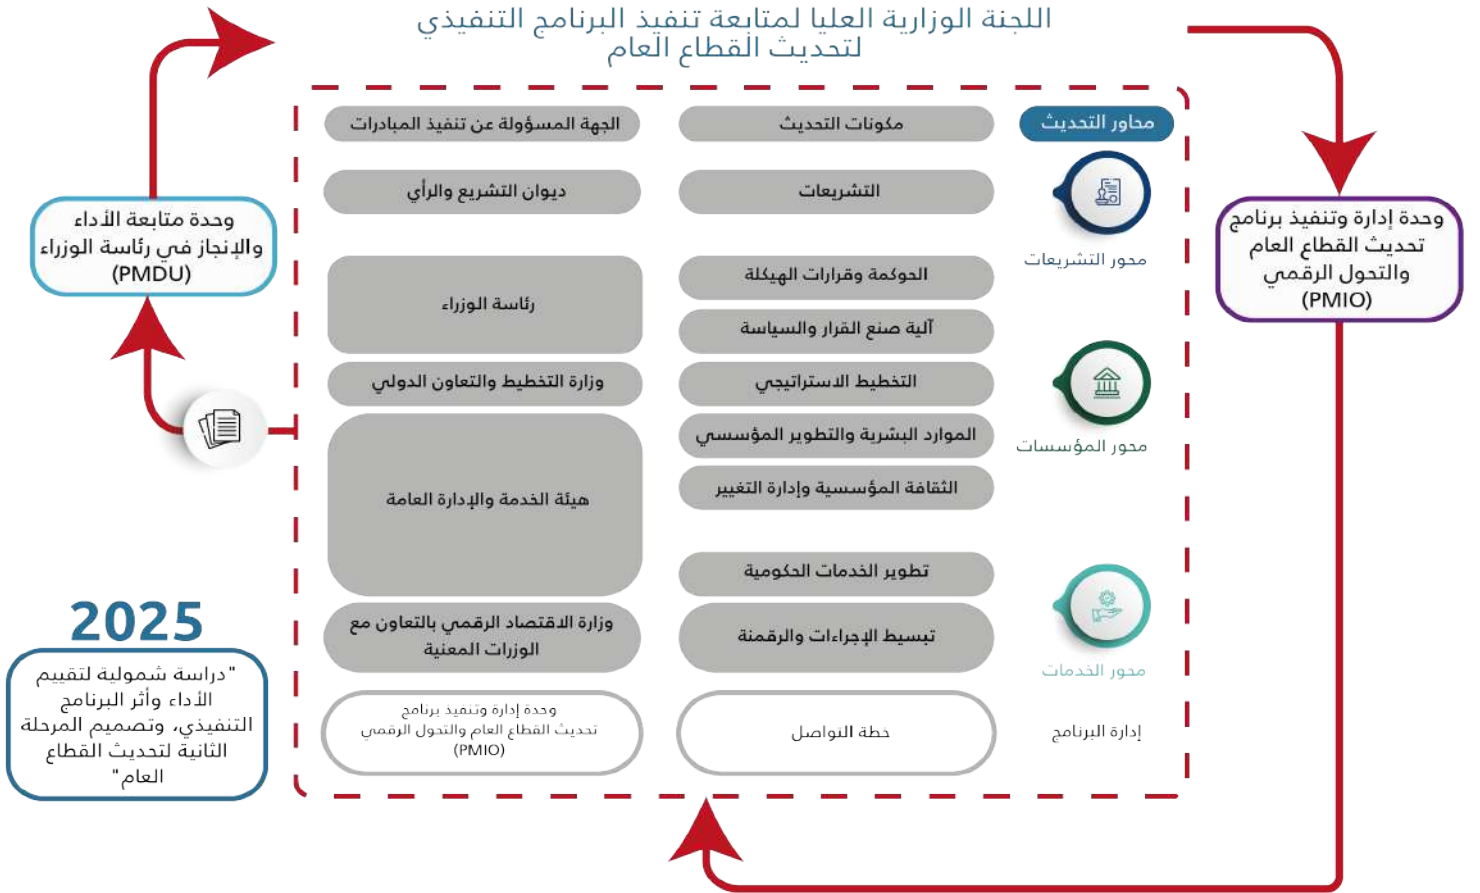 اللجنة الوزارية العليا لمتابعة تنفيذ البرنامج التنفيذي
لتحديث القطاع العام
محاور التحديث
مكونات التحديث
الجهة المسؤولة عن تنفيذ المبادرات
محور التشريعات
التشريعات
ديوان التشريع والرأي
محور المؤسسات
الحوكمة وقرارات الهيكلة
آلية صنع القرار والسياسة
رئاسة الوزراء
التخطيط الاستراتيجي
وزارة التخطيط والتعاون الدولي
الموارد البشرية والتطوير المؤسسي
الثقافة المؤسسية وإدارة التغيير
هيئة الخدمة والإدارة العامة
محور الخدمات
تطوير الخدمات الحكومية
تبسيط الإجراءات والرقمنة
وزارة الاقتصاد الرقمي بالتعاون مع
الوزرات المعنية
إدارة البرنامج
خطة التواصل
وحدة إدارة وتنفيذ برنامج
تحديث القطاع العام والتحول الرقمي
(PMIO)
وحدة إدارة وتنفيذ برنامج
تحديث القطاع العام
والتحول الرقمي
(PMIO)
وحدة متابعة الأداء
والإنجاز في رئاسة الوزراء
(PMDU)
2025
"دراسة شمولية لتقييم
الأداء وأثر البرنامج
التنفيذي، وتصميم المرحلة
الثانية لتحديث القطاع
العام"